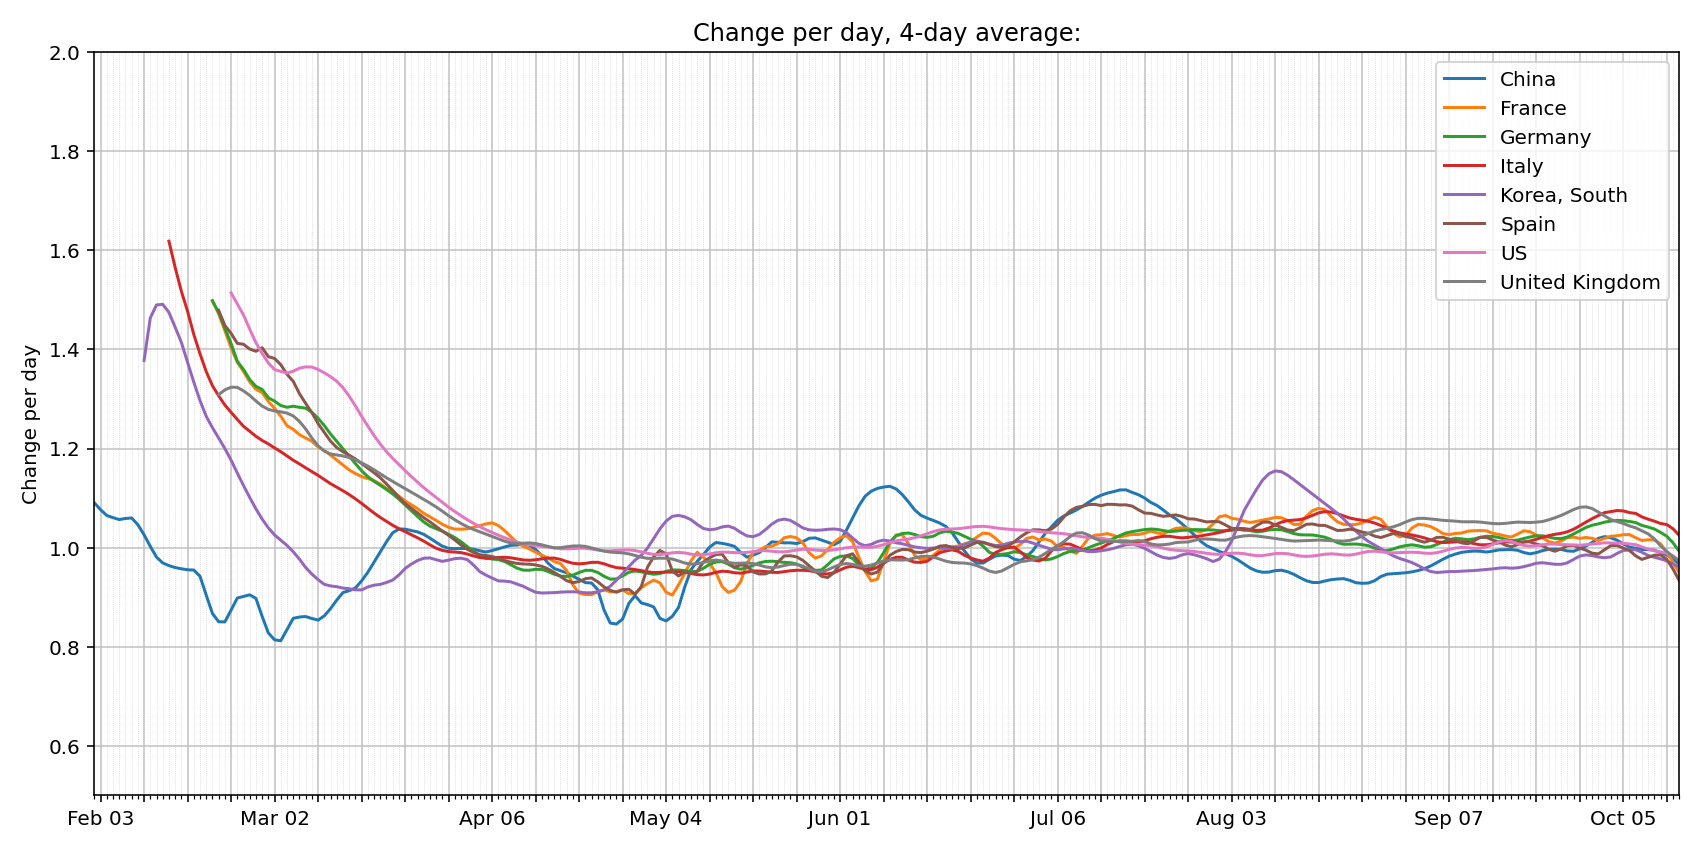 Change per day, 4-day average:
Change per day
2.0
1.8
1.6
1.4
1.2
1.0
0.8
0.6
China
France
Germany
Italy
Korea, South
Spain
US
United Kingdom
Feb 03 Mar 02 Apr 06 May 04 Jun 01 Jul 06 Aug 03 Sep 07 Oct 05